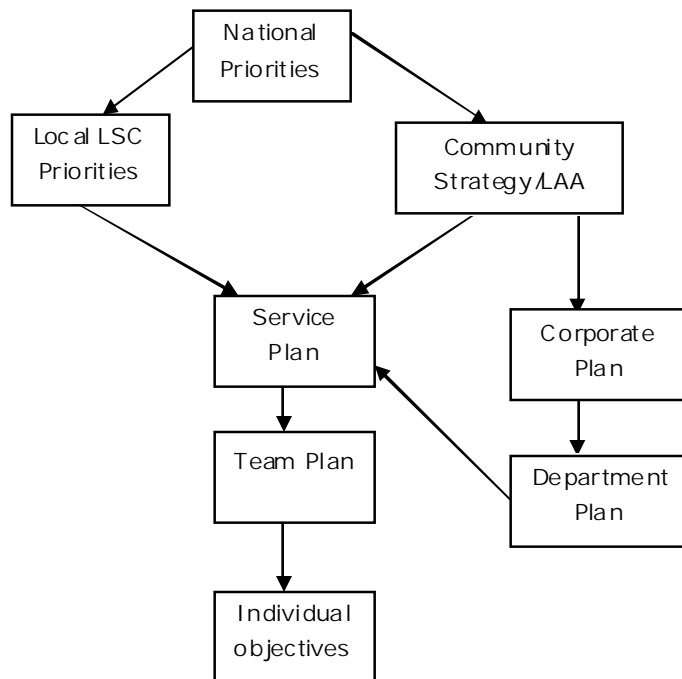 National
Priorities
Local LSC
Priorities
Community
Strategy/LAA
Service
Plan
Corporate
Plan
Team Plan
Department
Plan
Individual
objectives